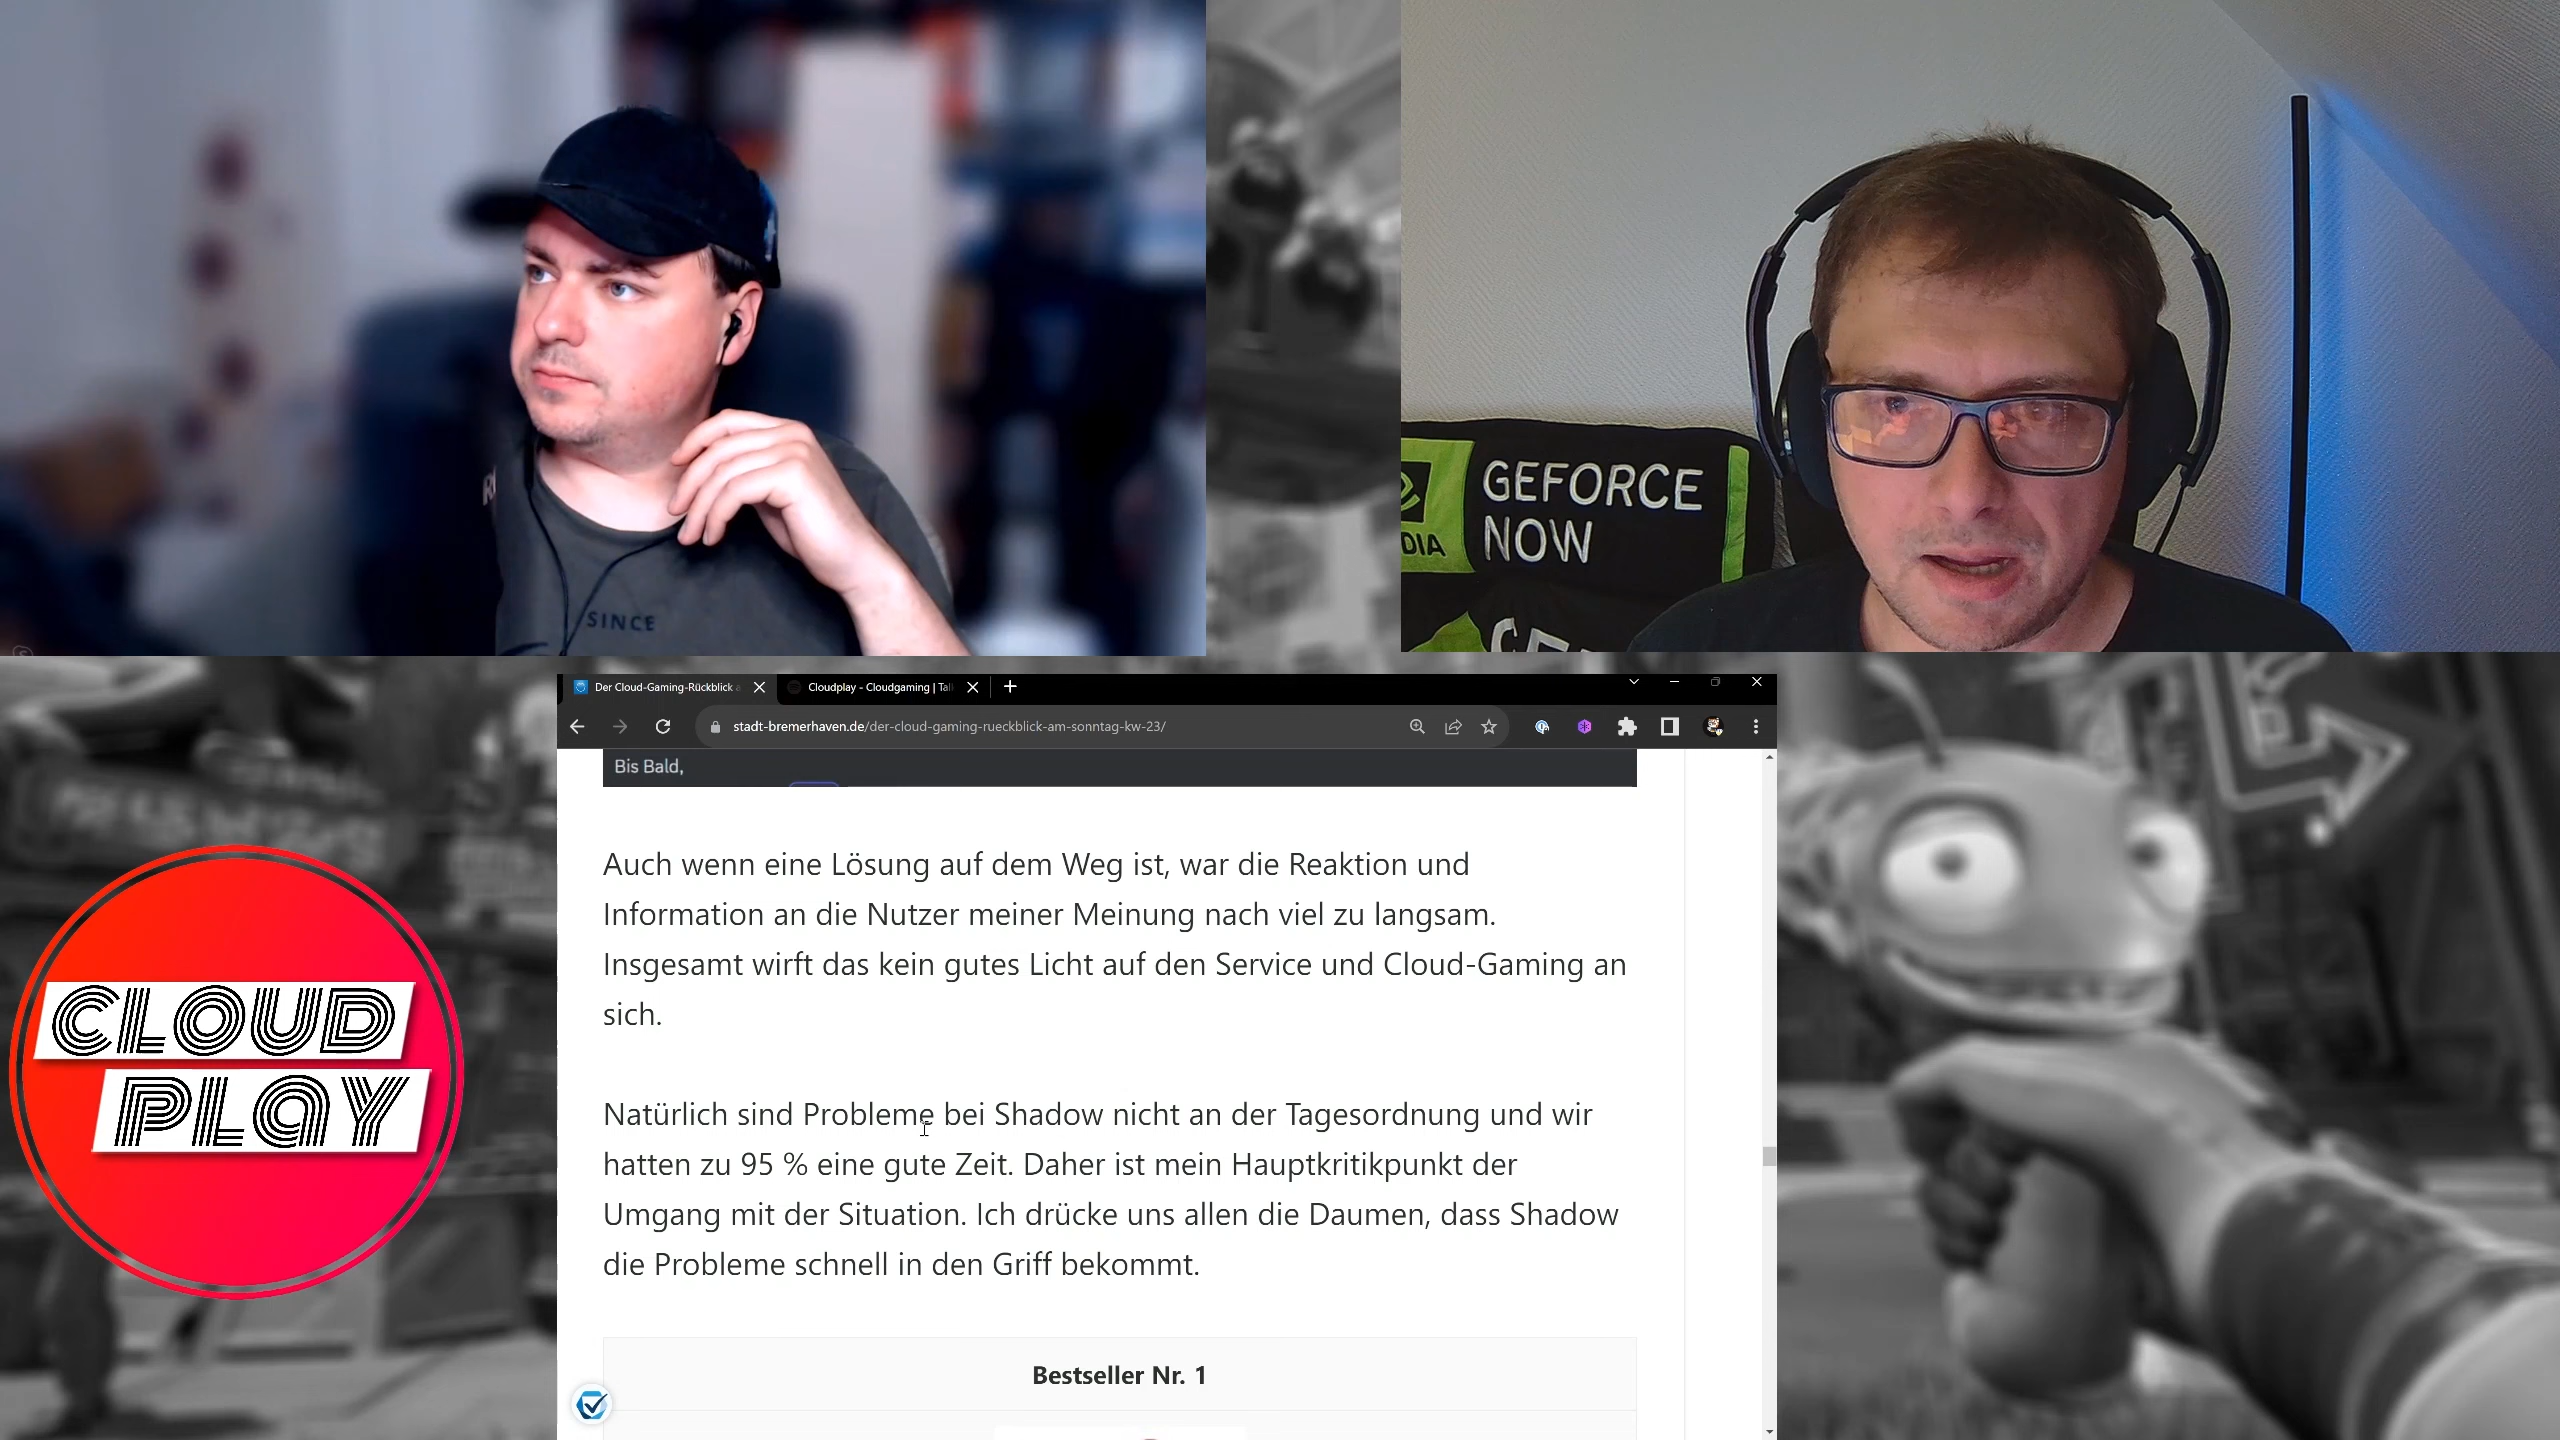 SINCE
GEFORCE
NOW
DIA
Der Cloud-Gaming-Rückblick
Cloudplay - Cloudgaming | Tal
stadt-bremerhaven.de/der-cloud-gaming-rueckblick-am-sonntag-kw-23/
Bis Bald,
Auch wenn eine Lösung auf dem Weg ist, war die Reaktion und
Information an die Nutzer meiner Meinung nach viel zu langsam.
Insgesamt wirft das kein gutes Licht auf den Service und Cloud-Gaming an
sich.
Natürlich sind Probleme bei Shadow nicht an der Tagesordnung und wir
hatten zu 95 % eine gute Zeit. Daher ist mein Hauptkritikpunkt der
Umgang mit der Situation. Ich drücke uns allen die Daumen, dass Shadow
die Probleme schnell in den Griff bekommt.
Bestseller Nr. 1
CLOUD
PLAY